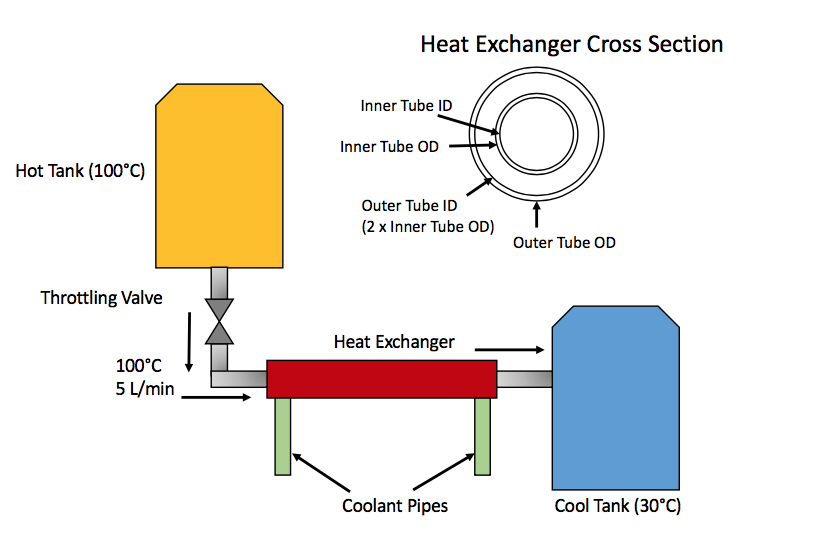 Heat Exchanger Cross Section
Inner Tube ID
Inner Tube OD
Hot Tank (100°C)
Outer Tube ID
(2 x Inner Tube OD)
Outer Tube OD
Throttling Valve
Heat Exchanger
100°C
5 L/min
Coolant Pipes
Cool Tank (30°C)